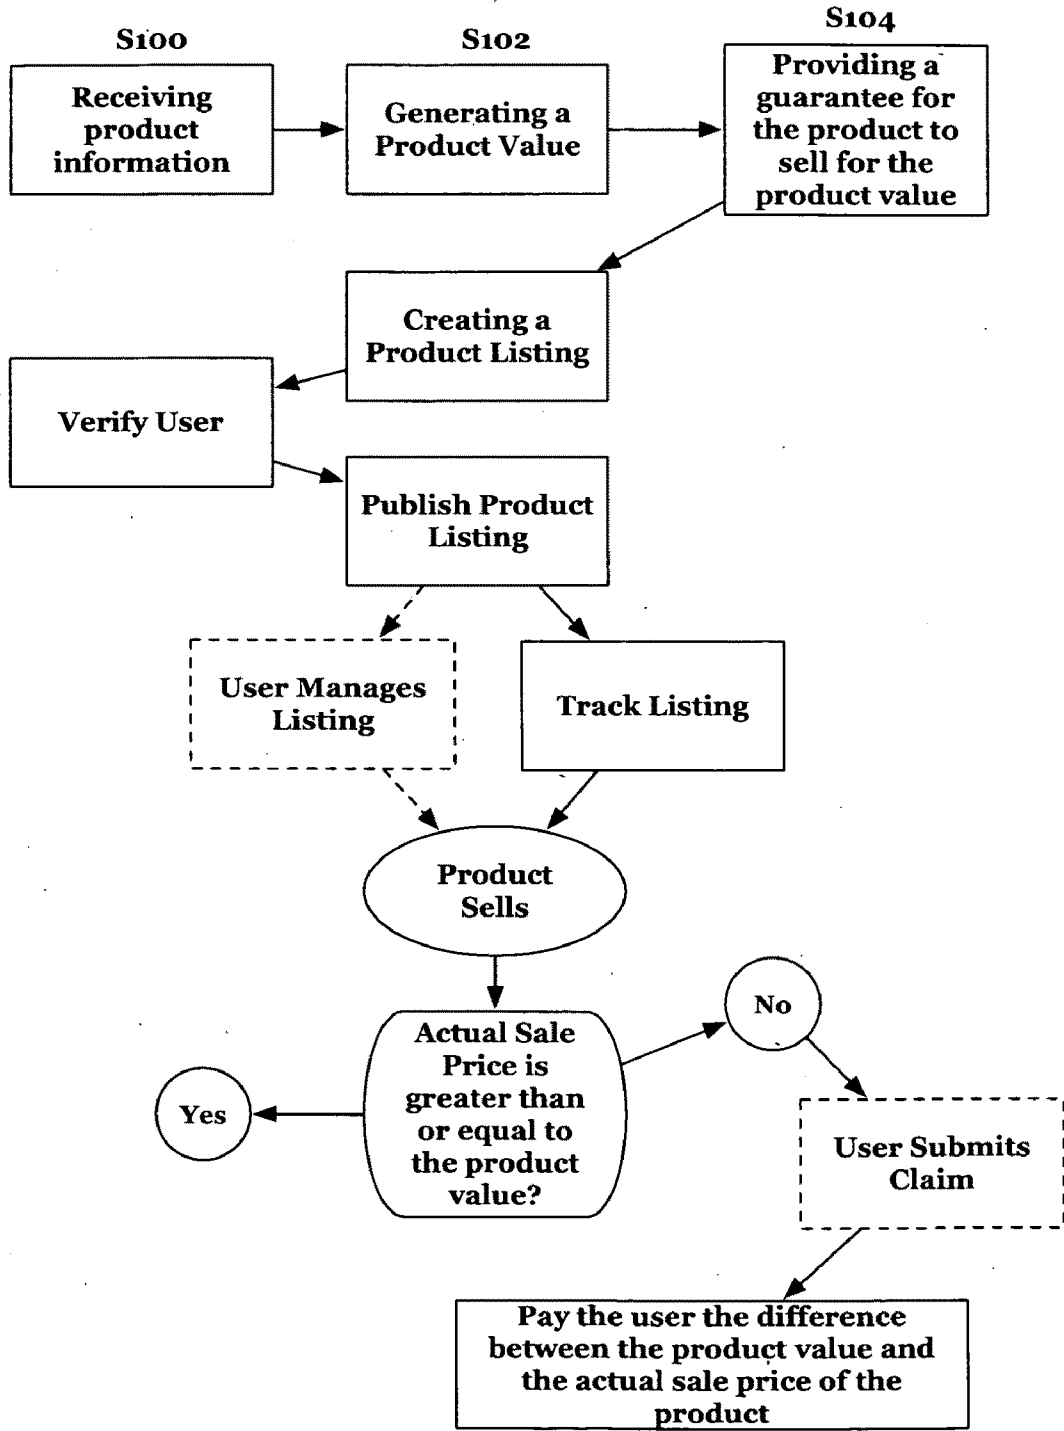 S100
S102
S104
Receiving
product
information
Generating a
Product Value
Providing a
guarantee for
the product to
sell for the
product value
Creating a
Product Listing
Verify User
Publish Product
Listing
User Manages
Listing
Track Listing
Product
Sells
Actual Sale
Price is
greater than
or equal to
the product
value?
Yes
No
User Submits
Claim
Pay the user the difference
between the product value and
the actual sale price of the
product